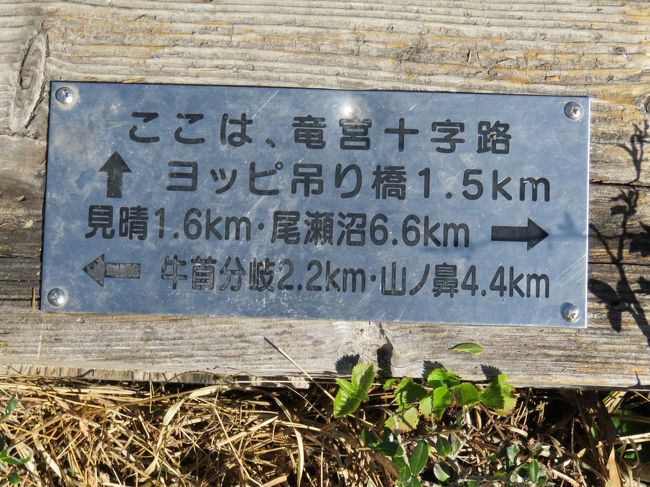 ここは、竜宮十字路
↑ ヨッピ吊り橋1.5km
見晴1.6km・尾瀬沼6.6km →
← 牛首分岐2.2km・山ノ鼻4.4km